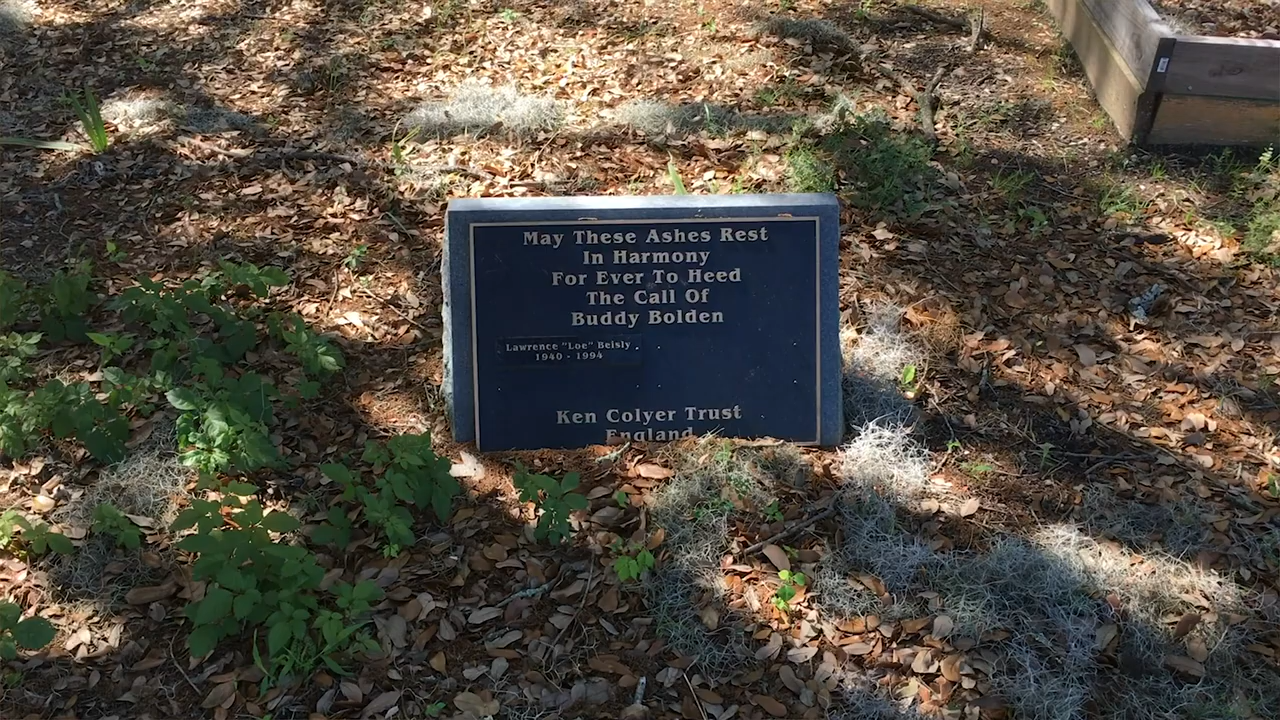 May These Ashes Rest
In Harmony
For Ever To Heed
The Call Of
Buddy Bolden
Lawrence "Loe" Beisly
1940 - 1994
Ken Colyer Trust
England